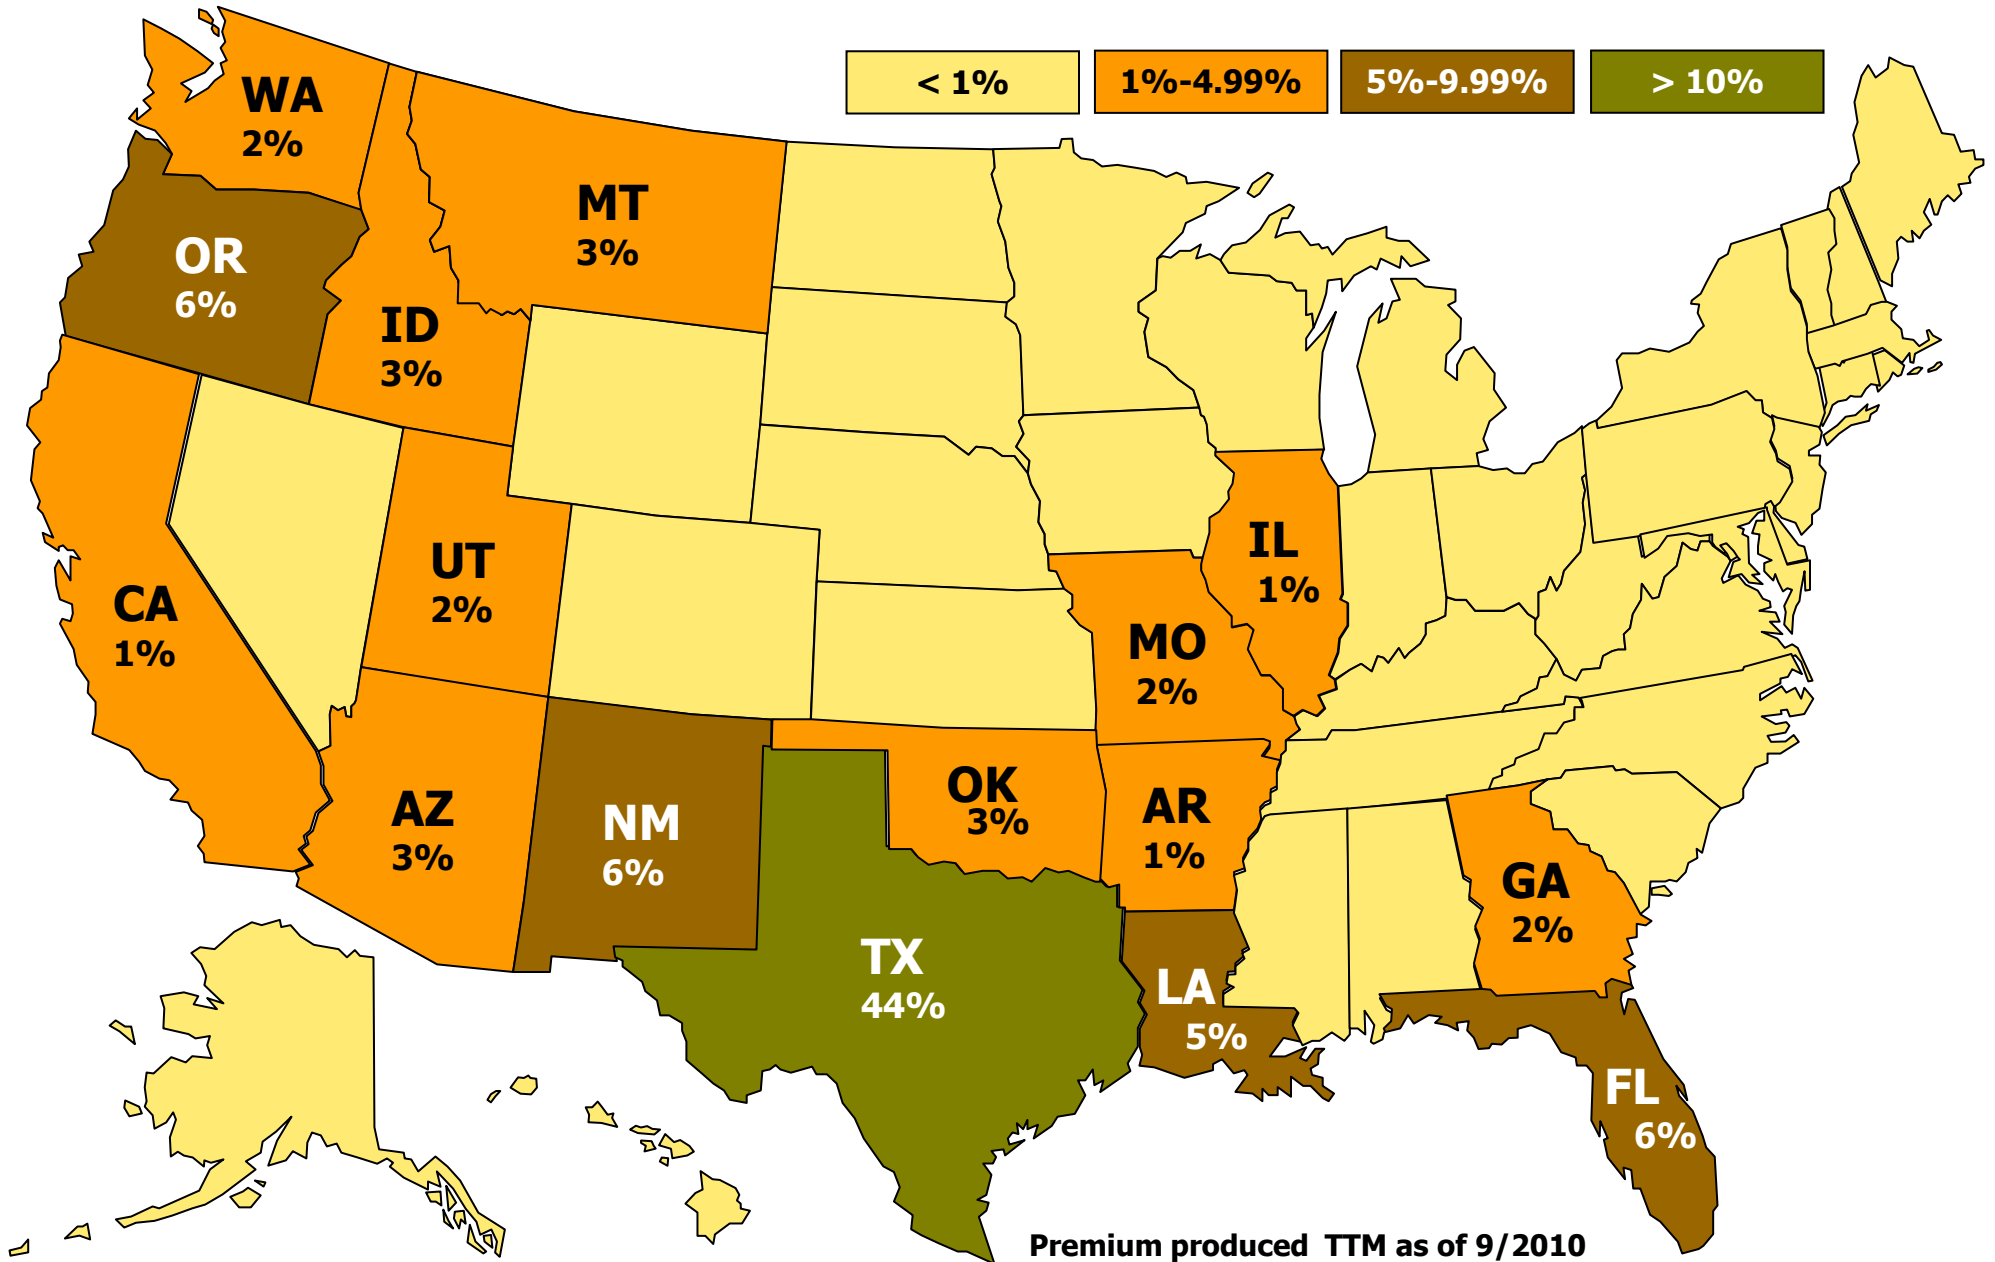 < 1%
1%-4.99%
5%-9.99%
> 10%
WA
2%
MT
3%
OR
6%
ID
3%
IL
1%
UT
2%
CA
1%
MO
2%
OK
3%
AR
1%
AZ
3%
NM
6%
GA
2%
TX
44%
LA
5%
FL
6%
Premium produced  TTM as of 9/2010